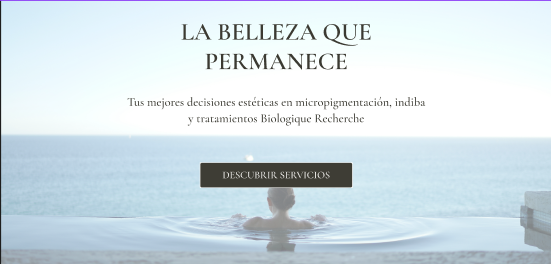 LA BELLEZA QUE
PERMANECE
Tus mejores decisiones estéticas en micropigmentación, indiba
y tratamientos Biologique Recherche
DESCUBRIR SERVICIOS